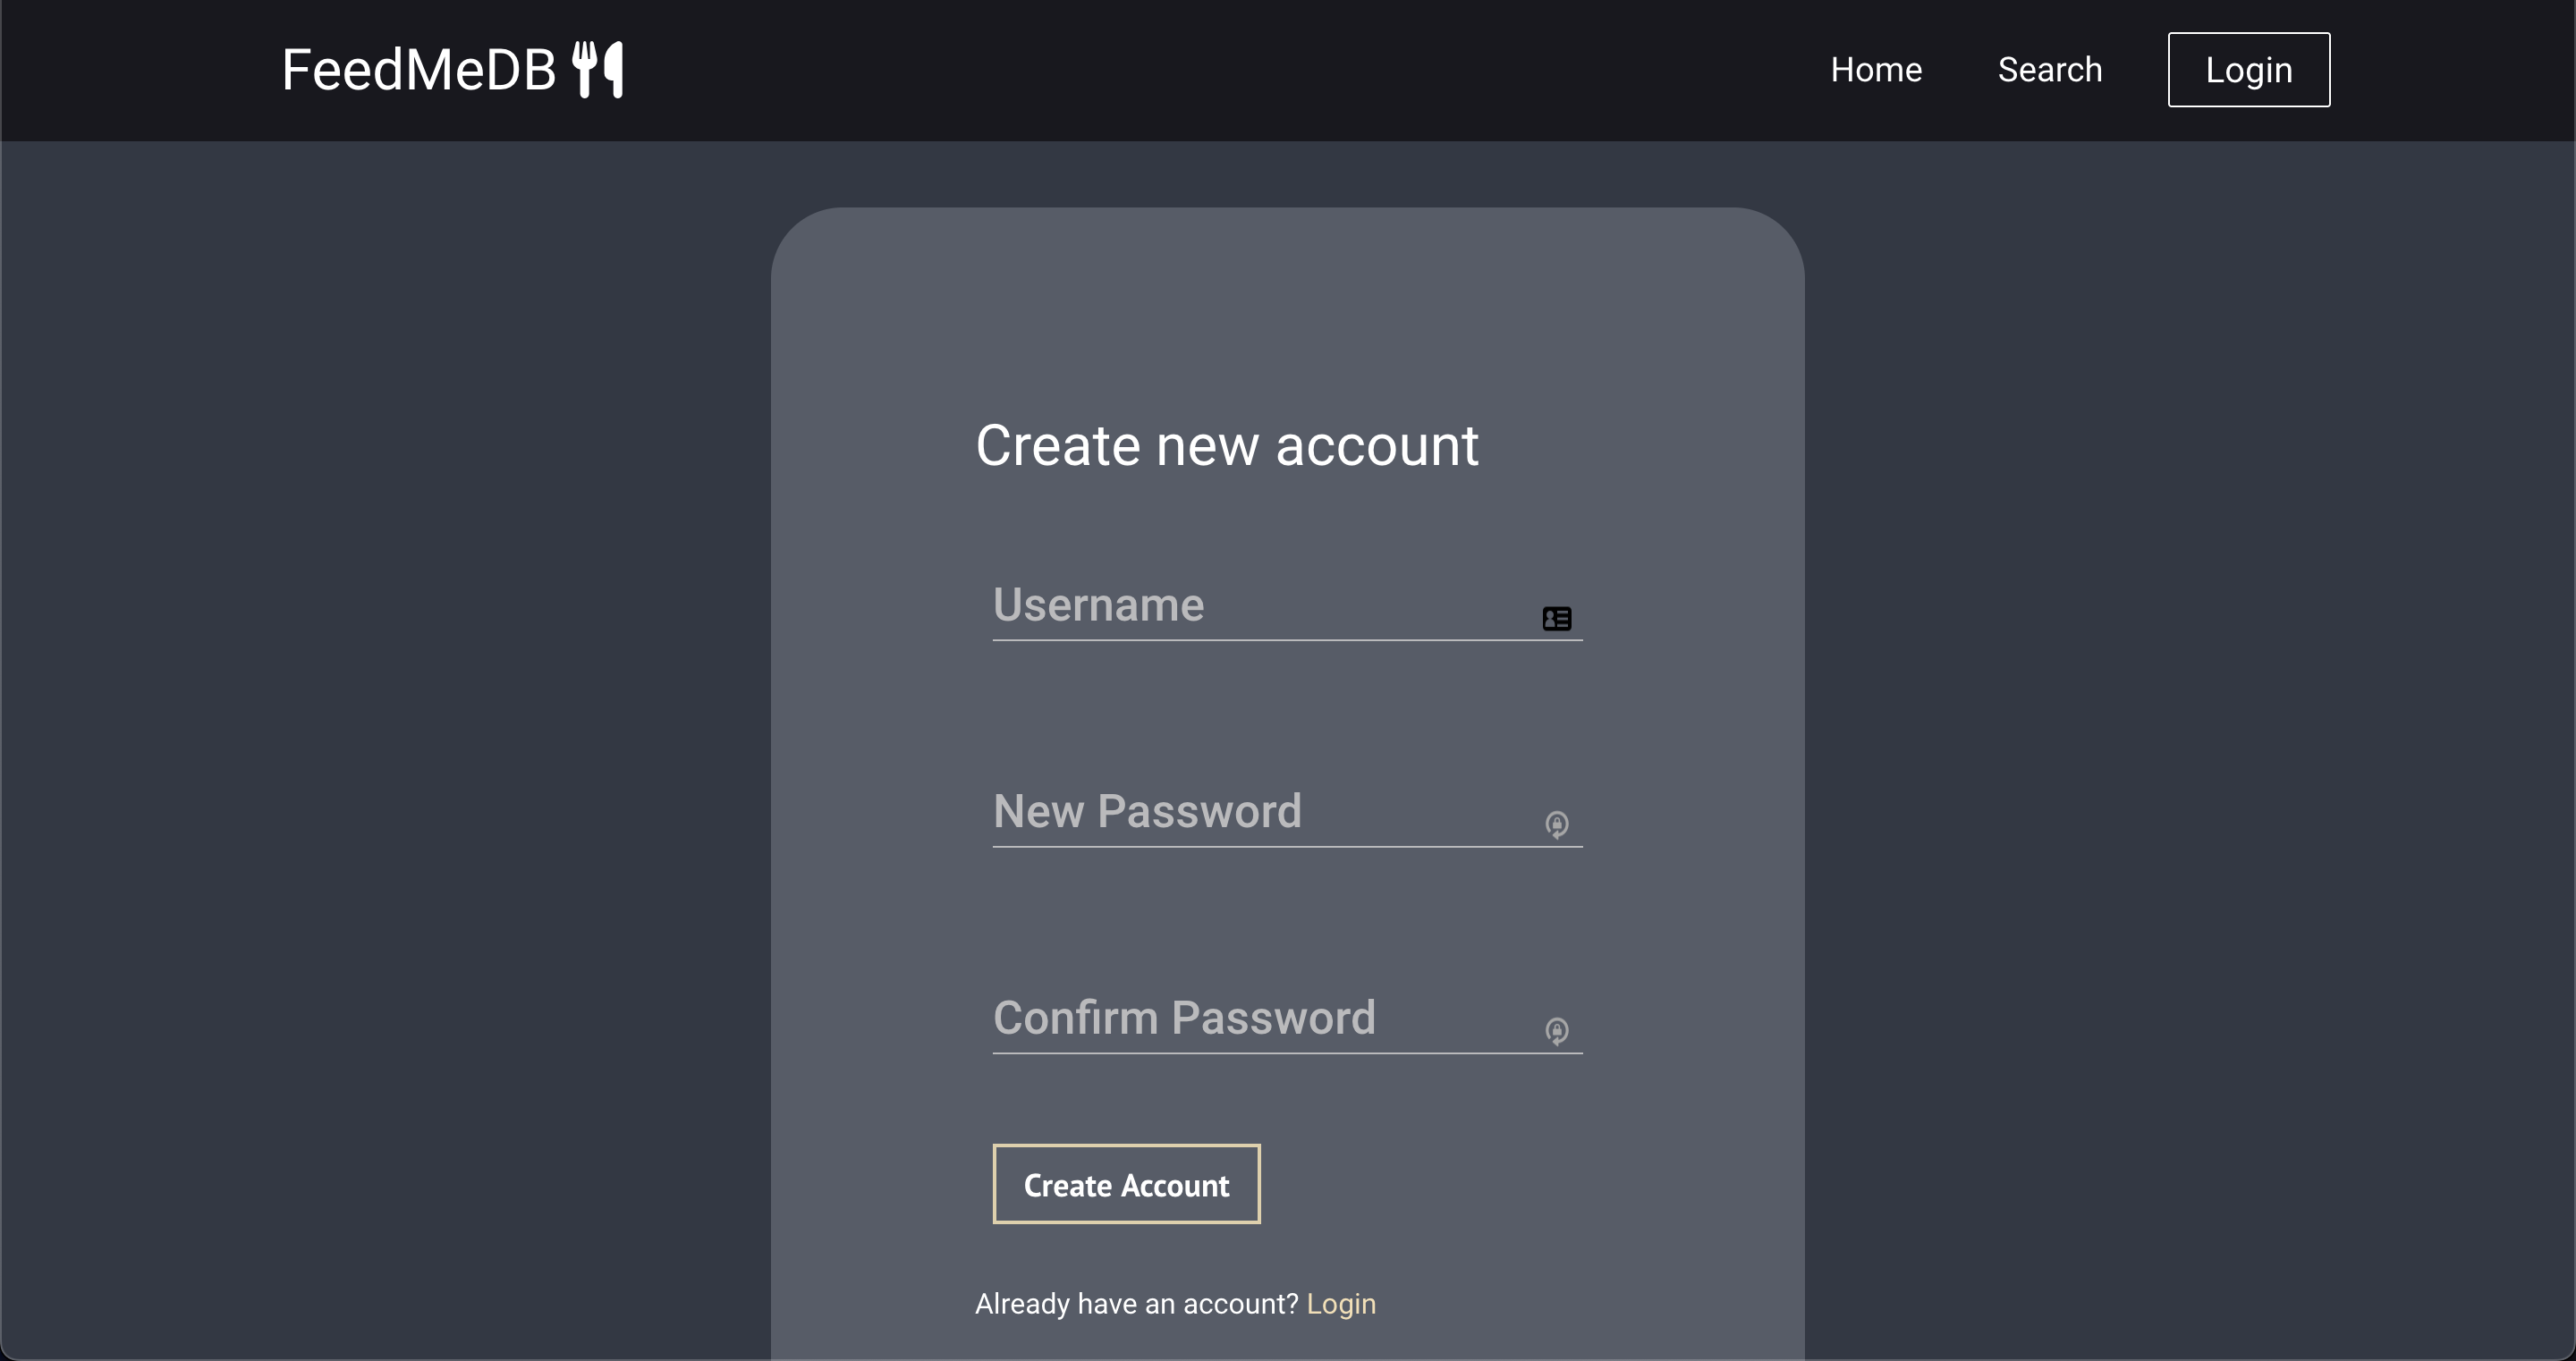 FeedMeDB
Home
Search
Login
Create new account
Username
New Password
Confirm Password
Create Account
Already have an account? Login